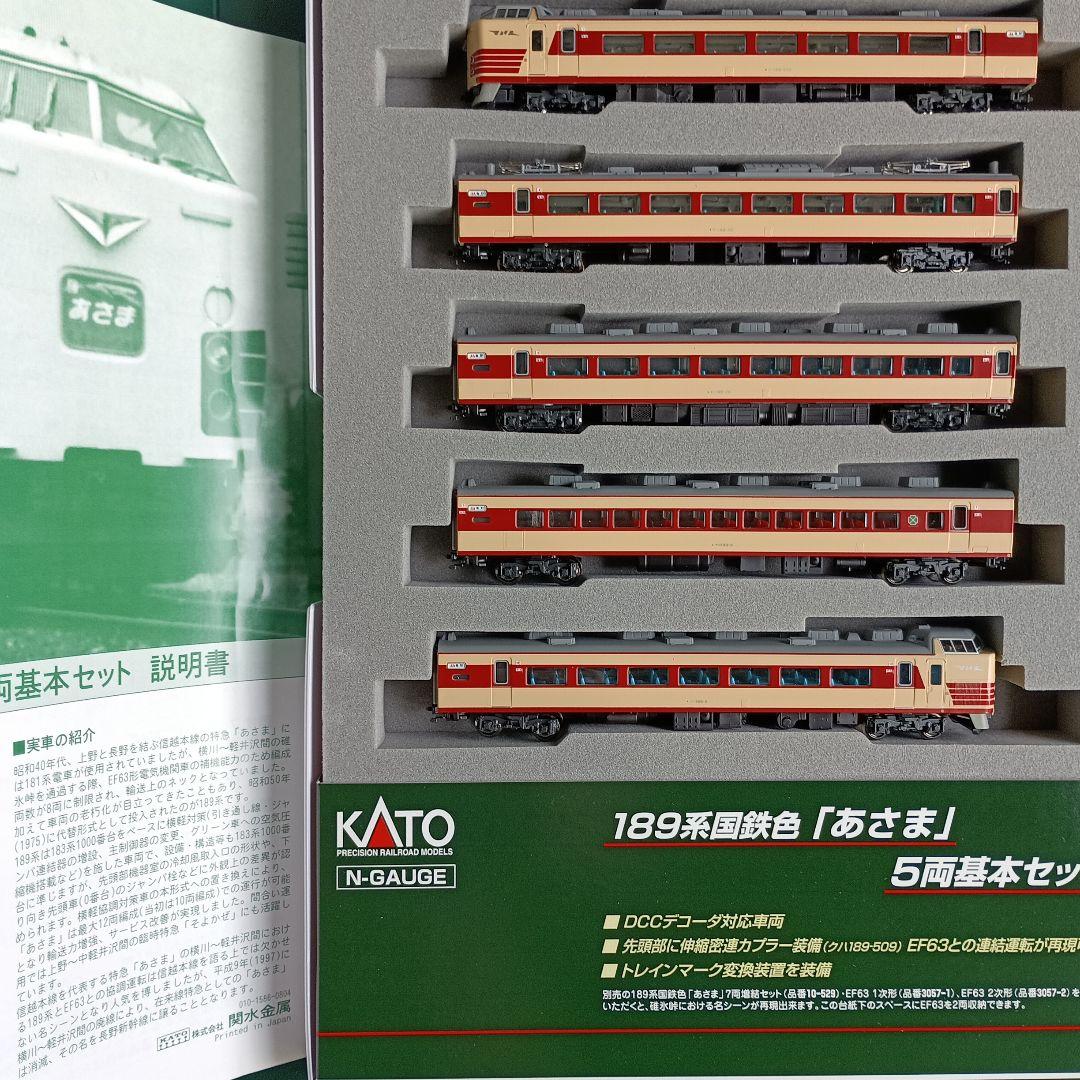 あさま
両基本セット 説明書
■実車の紹介
昭和40年代、上野と長野を結ぶ信越本線の特急「あさま」に
は181系電車が使用されていましたが、横川〜軽井沢間の碓
氷峠を通過する際、EF63形電気機関車の補機能力のため編成
両数が8両に制限され、輸送上のネックとなっていました。
加えて車両の老朽化が目立ってきたこともあり、昭和50年
(1975)に代替形式として投入されたのが189系です。
189系は183系1000番台をベースに横軽対策(引き通し線・ジャ
ンパ連結器の増設、主制御器の変更、グリーン車への空気圧
縮機搭載など)を施した車両で、設備・構造等も183系1000番
台に準じますが、先頭部機器室の冷却風取入口の形状や、下
り向き先頭車(0番台)のジャンパ栓などに外観上の差異が認
められます。横軽協調対策車の本形式への置き換えにより、
「あさま」は最大12両編成(当初は10両編成)での運行が可能
となり輸送力増強、サービス改善が実現しました。間合い運
用では上野〜中軽井沢間の臨時特急「そよかぜ」にも活躍し
ています。
信越本線を代表する特急「あさま」の横川〜軽井沢間におけ
る189系とEF63との協調運転は信越本線を語る上では欠かせ
ない名シーンとなり人気を博しましたが、平成9年(1997)に
横川〜軽井沢間の廃線により、在来線特急としての「あさま」
は消滅、その名を長野新幹線に譲ることとなります。
010-1586-0804
KATO 株式会社 関水金属
Printed in Japan
KATO
PRECISION RAILROAD MODELS
N-GAUGE
189系国鉄色「あさま」
5両基本セッ
■DCCデコーダ対応車両
■先頭部に伸縮密連カプラー装備(クハ189-509) EF63との連結運転が再現
■トレインマーク変換装置を装備
別売の189系国鉄色「あさま」7両増結セット(品番10-529)・EF63 1次形(品番3057-1)、EF63 2次形(品番3057-2)を
いただくと、碓氷峠における名シーンが再現出来ます。この台紙下のスペースにEF63を2両収納できます。